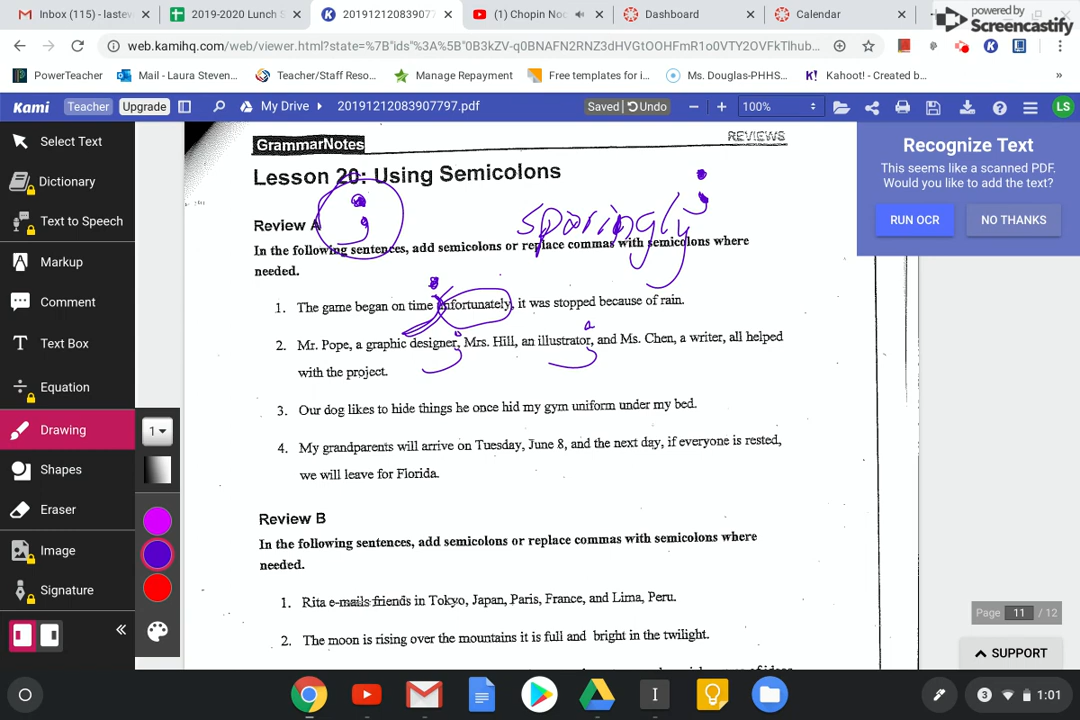 Inbox (115) - lasteve
2019-2020 Lunch S
201912120839077
(1) Chopin Noc
Dashboard
Calendar
powered by
Screencastify
web.kamihq.com/web/viewer.html?state=%7B"ids"%3A%5B"0B3kZV-q0BNAFN2RNZ3dHVGtOOHFmR1o0VTY2OVFkTlhub...
PowerTeacher
Mail - Laura Steven...
Teacher/Staff Reso...
Manage Repayment
Free templates for i...
Ms. Douglas-PHHS...
Kahoot! - Created b...
»
Kami
Teacher
Upgrade
My Drive
20191212083907797.pdf
Saved
Undo
100%
LS
Select Text
Dictionary
Text to Speech
Markup
Comment
Text Box
Equation
Drawing
Shapes
Eraser
Image
Signature
1
GrammarNotes
REVIEWS
Lesson 20: Using Semicolons
;
sparingly ;
Review A
In the following sentences, add semicolons or replace commas with semicolons where
needed.
1. The game began on time unfortunately, it was stopped because of rain.
2. Mr. Pope, a graphic designer, Mrs. Hill, an illustrator, and Ms. Chen, a writer, all helped
with the project.
3. Our dog likes to hide things he once hid my gym uniform under my bed.
4. My grandparents will arrive on Tuesday, June 8, and the next day, if everyone is rested,
we will leave for Florida.
Review B
In the following sentences, add semicolons or replace commas with semicolons where
needed.
1. Rita e-mails friends in Tokyo, Japan, Paris, France, and Lima, Peru.
2. The moon is rising over the mountains it is full and bright in the twilight.
Recognize Text
This seems like a scanned PDF.
Would you like to add the text?
RUN OCR
NO THANKS
Page 11 / 12
SUPPORT
3
1:01